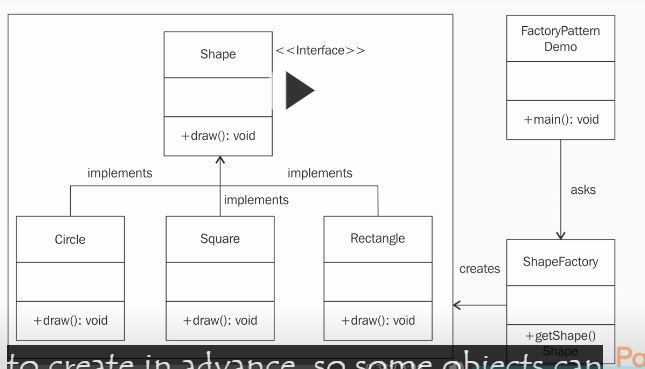 Shape
<<Interface>>
+draw(): void
implements
implements
implements
Circle
+draw(): void
Square
+draw(): void
Rectangle
+draw(): void
FactoryPattern
Demo
+main(): void
asks
ShapeFactory
+getShape()
Shape
creates
to create in advance, so some objects can
Pa